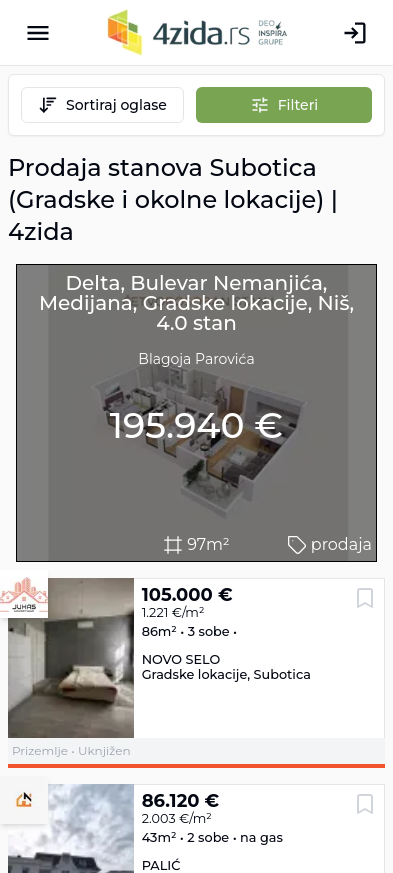 4zida.rs DEO INSPIRA GRUPE
Sortiraj oglase
Filteri
Prodaja stanova Subotica
(Gradske i okolne lokacije) |
4zida
Delta, Bulevar Nemanjića,
Medijana, Gradske lokacije, Niš,
4.0 stan
Blagoja Parovića
195.940 €
97m²
prodaja
JUHAS
105.000 €
1.221 €/m²
86m² • 3 sobe •
NOVO SELO
Gradske lokacije, Subotica
Prizemlje • Uknjižen
86.120 €
2.003 €/m²
43m² • 2 sobe • na gas
PALIĆ